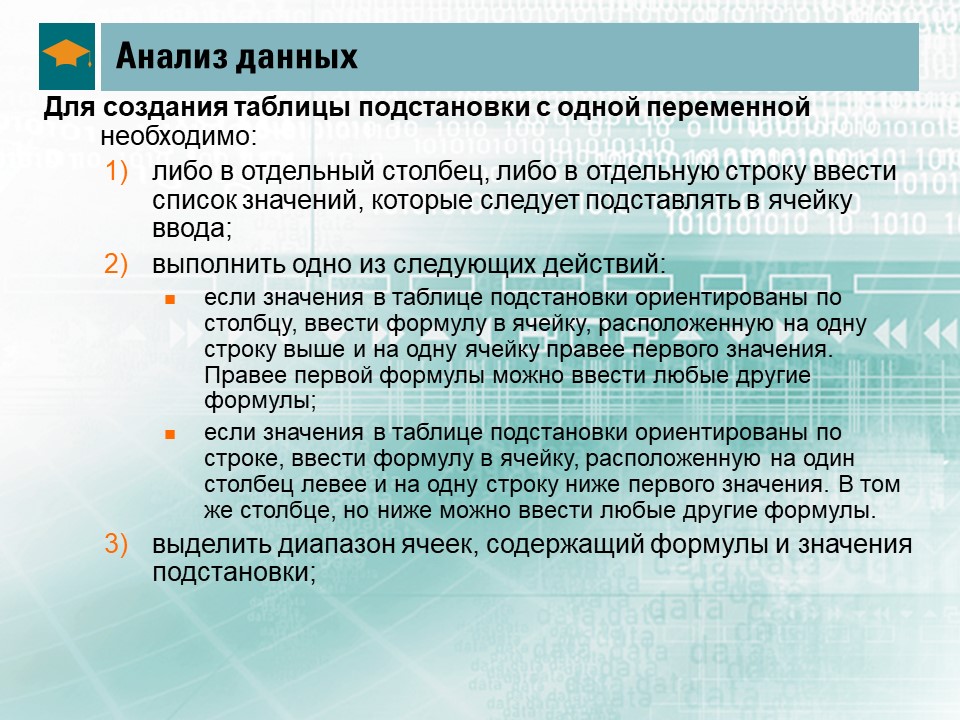 Анализ данных
Для создания таблицы подстановки с одной переменной
необходимо:
1) либо в отдельный столбец, либо в отдельную строку ввести
список значений, которые следует подставлять в ячейку
ввода;
2) выполнить одно из следующих действий:
если значения в таблице подстановки ориентированы по
столбцу, ввести формулу в ячейку, расположенную на одну
строку выше и на одну ячейку правее первого значения.
Правее первой формулы можно ввести любые другие
формулы;
если значения в таблице подстановки ориентированы по
строке, ввести формулу в ячейку, расположенную на один
столбец левее и на одну строку ниже первого значения. В том
же столбце, но ниже можно ввести любые другие формулы.
3) выделить диапазон ячеек, содержащий формулы и значения
подстановки;